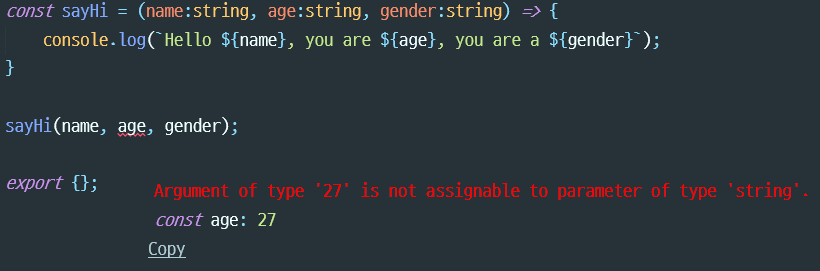 const sayHi = (name:string, age:string, gender:string) => {
    console.log(`Hello ${name}, you are ${age}, you are a ${gender}`);
}
sayHi(name, age, gender);
export {};
Argument of type '27' is not assignable to parameter of type 'string'.
const age: 27
Copy